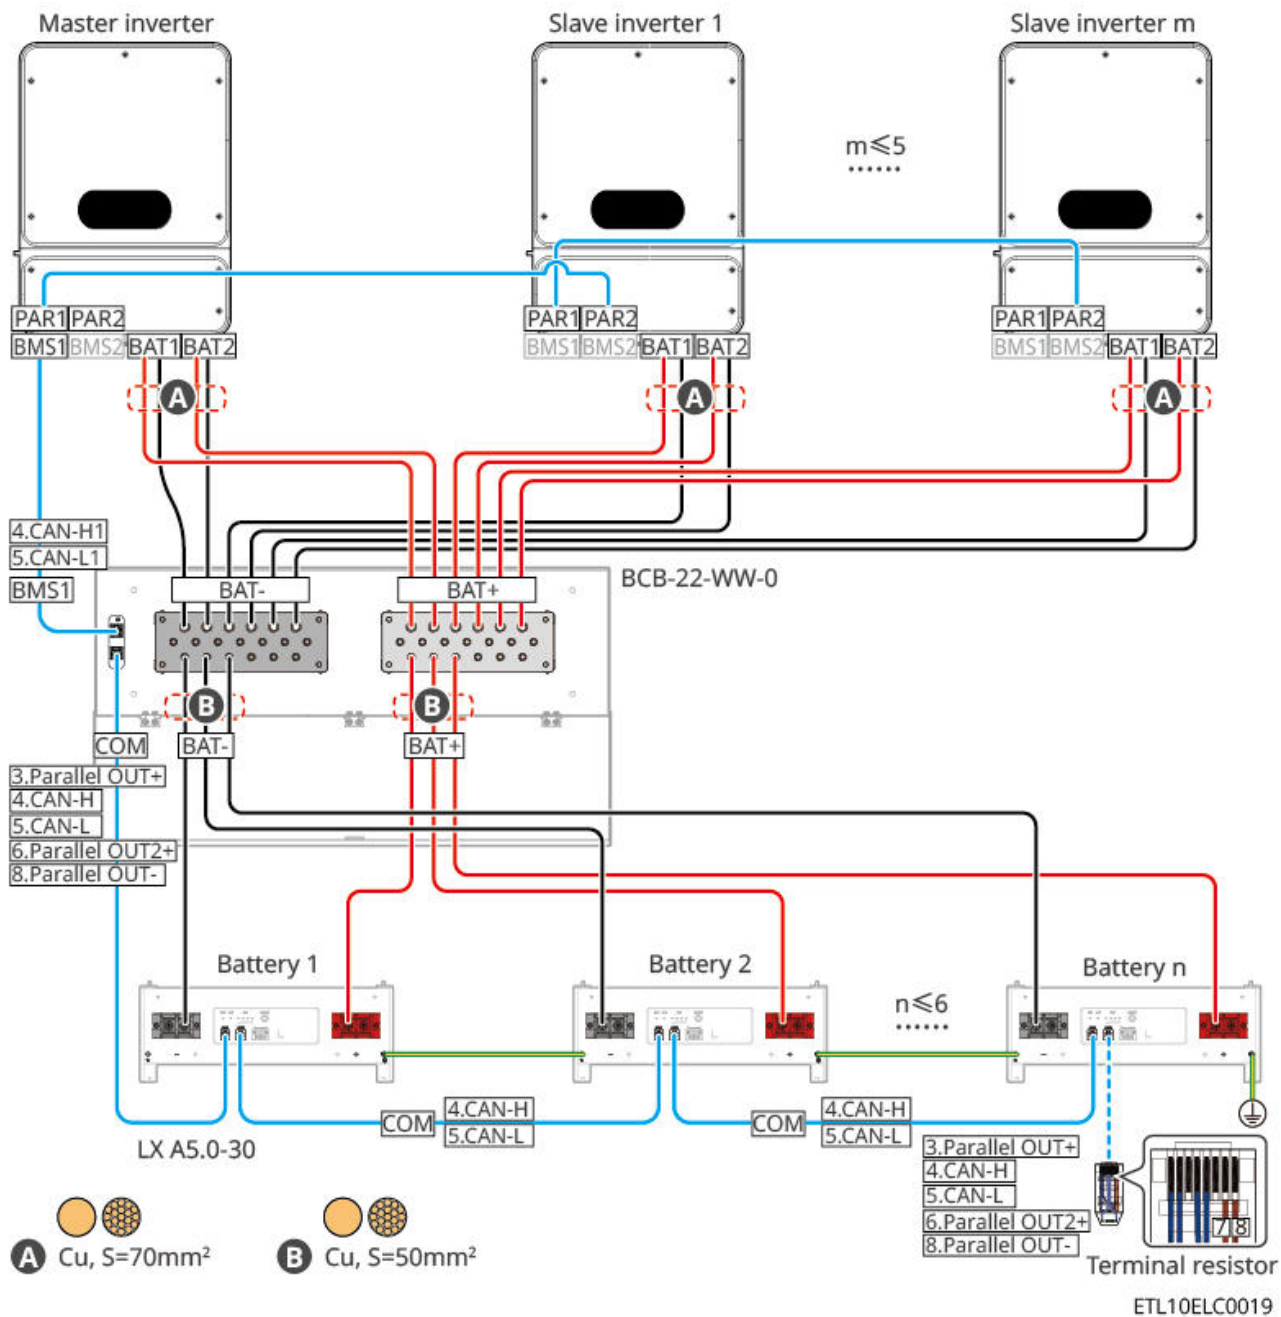 Master inverter
Slave inverter 1
Slave inverter m
m≤5
......
PAR1 PAR2
PAR1 PAR2
PAR1 PAR2
BMS1 BMS2 BAT1 BAT2
BMS1 BMS2 BAT1 BAT2
BMS1 BMS2 BAT1 BAT2
A
A
A
4.CAN-H1
5.CAN-L1
BMS1
BAT-
BAT+
BCB-22-WW-0
B
B
COM
BAT-
BAT+
3.Parallel OUT+
4.CAN-H
5.CAN-L
6.Parallel OUT2+
8.Parallel OUT-
Battery 1
Battery 2
Battery n
n≤6
......
COM
4.CAN-H
5.CAN-L
COM
4.CAN-H
5.CAN-L
LX A5.0-30
3.Parallel OUT+
4.CAN-H
5.CAN-L
6.Parallel OUT2+
8.Parallel OUT-
7 8
Terminal resistor
A Cu, S=70mm²
B Cu, S=50mm²
ETL10ELC0019